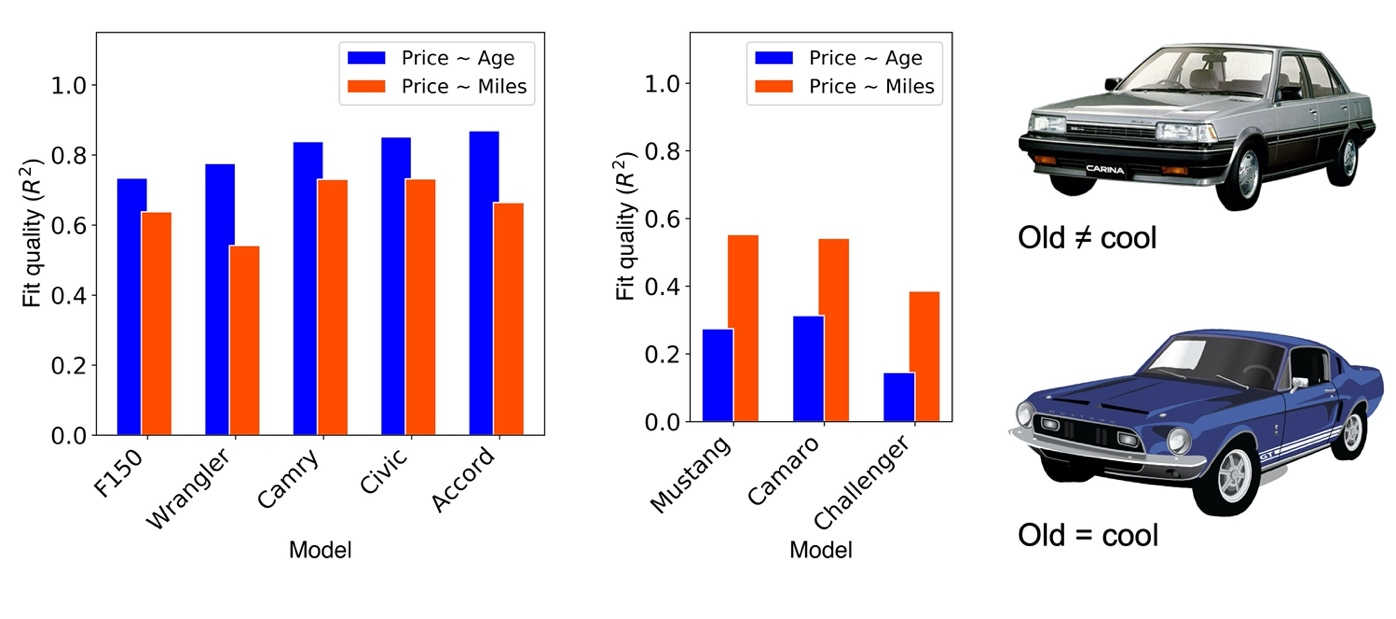 Price ~ Age
Price ~ Miles
1.0
0.8
0.6
0.4
0.2
0.0
Fit quality (R²)
F150
Wrangler
Camry
Civic
Accord
Model
Price ~ Age
Price ~ Miles
1.0
0.8
0.6
0.4
0.2
0.0
Fit quality (R²)
Mustang
Camaro
Challenger
Model
CARINA
Old ≠ cool
MUSTANG
GT
Old = cool